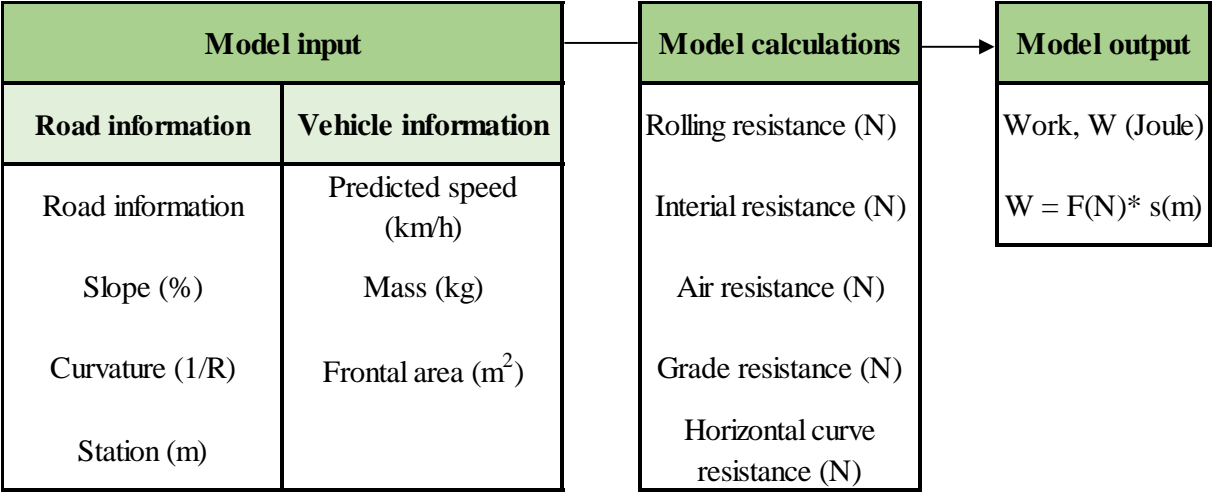 Model input
Road information
Vehicle information
Road information
Slope (%)
Curvature (1/R)
Station (m)
Predicted speed
(km/h)
Mass (kg)
Frontal area (m²)
Model calculations
Rolling resistance (N)
Interial resistance (N)
Air resistance (N)
Grade resistance (N)
Horizontal curve
resistance (N)
Model output
Work, W (Joule)
W = F(N)* s(m)